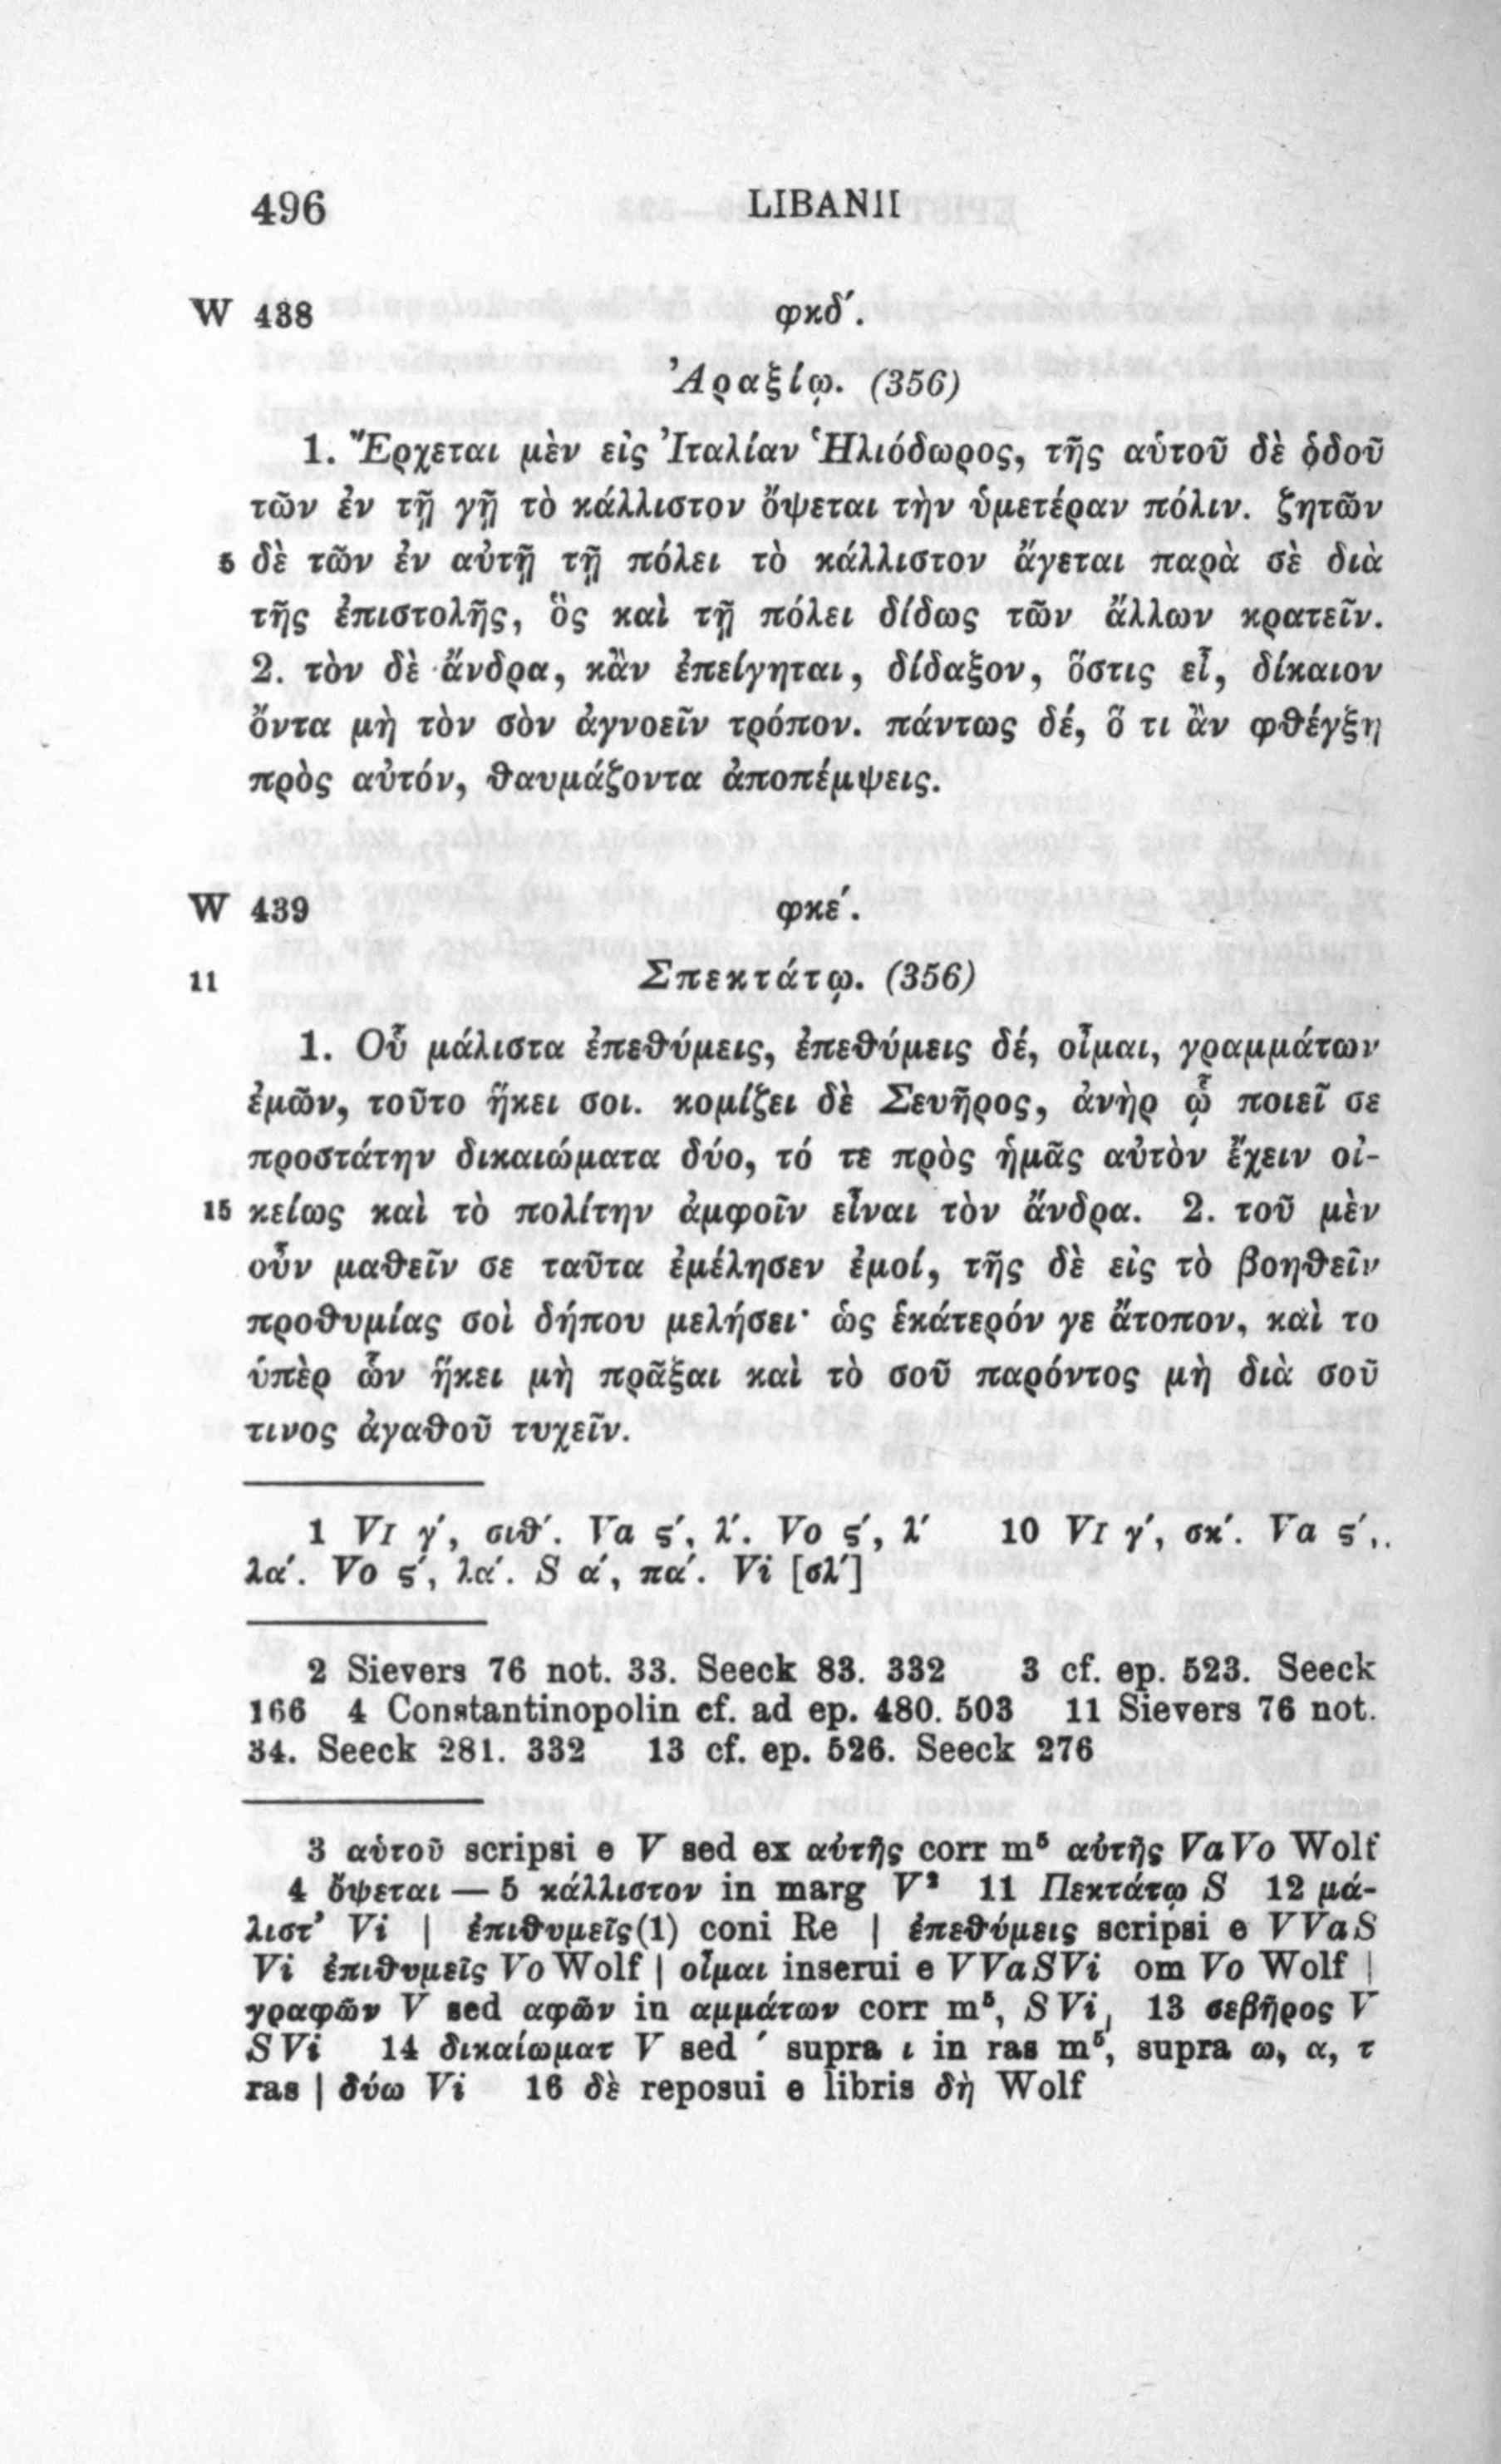 496 LIBANII
W 438 φκδ΄.
Ἀραξίῳ. (356)
1. Ἔρχεται μὲν εἰς Ἰταλίαν Ἡλιόδωρος, τῆς αὑτοῦ δὲ ὁδοῦ
τῶν ἐν τῇ γῇ τὸ κάλλιστον ὄψεται τὴν ὑμετέραν πόλιν. ζητῶν
5 δὲ τῶν ἐν αὐτῇ τῇ πόλει τὸ κάλλιστον ἄγεται παρὰ σὲ διὰ
τῆς ἐπιστολῆς, ὃς καὶ τῇ πόλει δίδως τῶν ἄλλων κρατεῖν.
2. τὸν δὲ ἄνδρα, κἂν ἐπείγηται, δίδαξον, ὅστις εἶ, δίκαιον
ὄντα μὴ τὸν σὸν ἀγνοεῖν τρόπον. πάντως δέ, ὅ τι ἂν φθέγξῃ
πρὸς αὐτόν, θαυμάζοντα ἀποπέμψεις.
W 439 φκε΄.
11 Σπεκτάτῳ. (356)
1. Οὗ μάλιστα ἐπεθύμεις, ἐπεθύμεις δέ, οἶμαι, γραμμάτων
ἐμῶν, τοῦτο ἥκει σοι. κομίζει δὲ Σευῆρος, ἀνὴρ ᾧ ποιεῖ σε
προστάτην δικαιώματα δύο, τό τε πρὸς ἡμᾶς αὐτὸν ἔχειν οἰ-
15 κείως καὶ τὸ πολίτην ἀμφοῖν εἶναι τὸν ἄνδρα. 2. τοῦ μὲν
οὖν μαθεῖν σε ταῦτα ἐμέλησεν ἐμοί, τῆς δὲ εἰς τὸ βοηθεῖν
προθυμίας σοὶ δήπου μελήσει· ὡς ἑκάτερόν γε ἄτοπον, καὶ το
ὑπὲρ ὧν ἥκει μὴ πρᾶξαι καὶ τὸ σοῦ παρόντος μὴ διὰ σοῦ
τινος ἀγαθοῦ τυχεῖν.
1 VI γ΄, σιθ΄. Va ϛ΄, λ΄. Vo ϛ΄, λ΄ 10 VI γ΄, σκ΄. Va ϛ΄,
λα΄. Vo ϛ΄, λα΄. S α΄, πα΄. Vi [σλ΄]
2 Sievers 76 not. 33. Seeck 83. 332 3 cf. ep. 523. Seeck
166 4 Constantinopolin cf. ad ep. 480. 503 11 Sievers 76 not.
34. Seeck 281. 332 13 cf. ep. 526. Seeck 276
3 αὑτοῦ scripsi e V sed ex αὑτῆς corr m⁵ αὑτῆς Va Vo Wolf
4 ὄψεται — 5 κάλλιστον in marg V² 11 Πεκτάτῳ S 12 μά-
λιστ’ Vi | ἐπιθυμεῖς(1) coni Re | ἐπεθύμεις scripsi e V Va S
Vi ἐπιθυμεῖς Vo Wolf | οἶμαι inserui e V Va S Vi om Vo Wolf |
γραφῶν V sed αφῶν in αμμάτων corr m⁵, S Vi, 13 σεβῆρος V
S Vi 14 δικαίωματ V sed ΄ supra ι in ras m⁵, supra ω, α, τ
ras | δύω Vi 16 δὲ reposui e libris δὴ Wolf